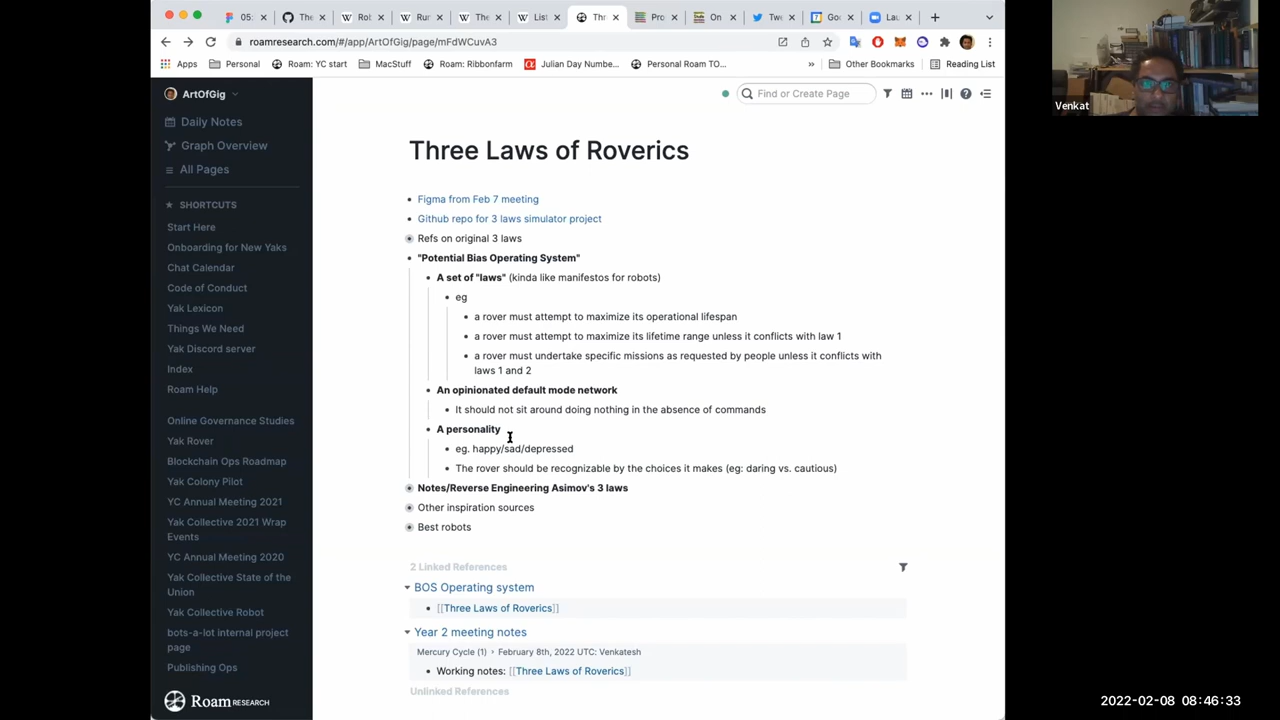 05:
The
Rol
Rur
The
List
Thr
Pro
On
Twe
Goo
Lau
roamresearch.com/#/app/ArtOfGig/page/mFdWCuvA3
Apps
Personal
Roam: YC start
MacStuff
Roam: Ribbonfarm
Julian Day Numbe...
Personal Roam TO...
»
Other Bookmarks
Reading List
Venkat
ArtOfGig
Find or Create Page
Daily Notes
Graph Overview
All Pages
SHORTCUTS
Start Here
Onboarding for New Yaks
Chat Calendar
Code of Conduct
Yak Lexicon
Things We Need
Yak Discord server
Index
Roam Help
Online Governance Studies
Yak Rover
Blockchain Ops Roadmap
Yak Colony Pilot
YC Annual Meeting 2021
Yak Collective 2021 Wrap
Events
YC Annual Meeting 2020
Yak Collective State of the
Union
Yak Collective Robot
bots-a-lot internal project
page
Publishing Ops
Roam RESEARCH
Three Laws of Roverics
Figma from Feb 7 meeting
Github repo for 3 laws simulator project
Refs on original 3 laws
"Potential Bias Operating System"
A set of "laws" (kinda like manifestos for robots)
eg
a rover must attempt to maximize its operational lifespan
a rover must attempt to maximize its lifetime range unless it conflicts with law 1
a rover must undertake specific missions as requested by people unless it conflicts with
laws 1 and 2
An opinionated default mode network
It should not sit around doing nothing in the absence of commands
A personality
eg. happy/sad/depressed
The rover should be recognizable by the choices it makes (eg: daring vs. cautious)
Notes/Reverse Engineering Asimov's 3 laws
Other inspiration sources
Best robots
2 Linked References
BOS Operating system
[[Three Laws of Roverics]]
Year 2 meeting notes
Mercury Cycle (1) › February 8th, 2022 UTC: Venkatesh
Working notes: [[Three Laws of Roverics]]
Unlinked References
2022-02-08 08:46:33